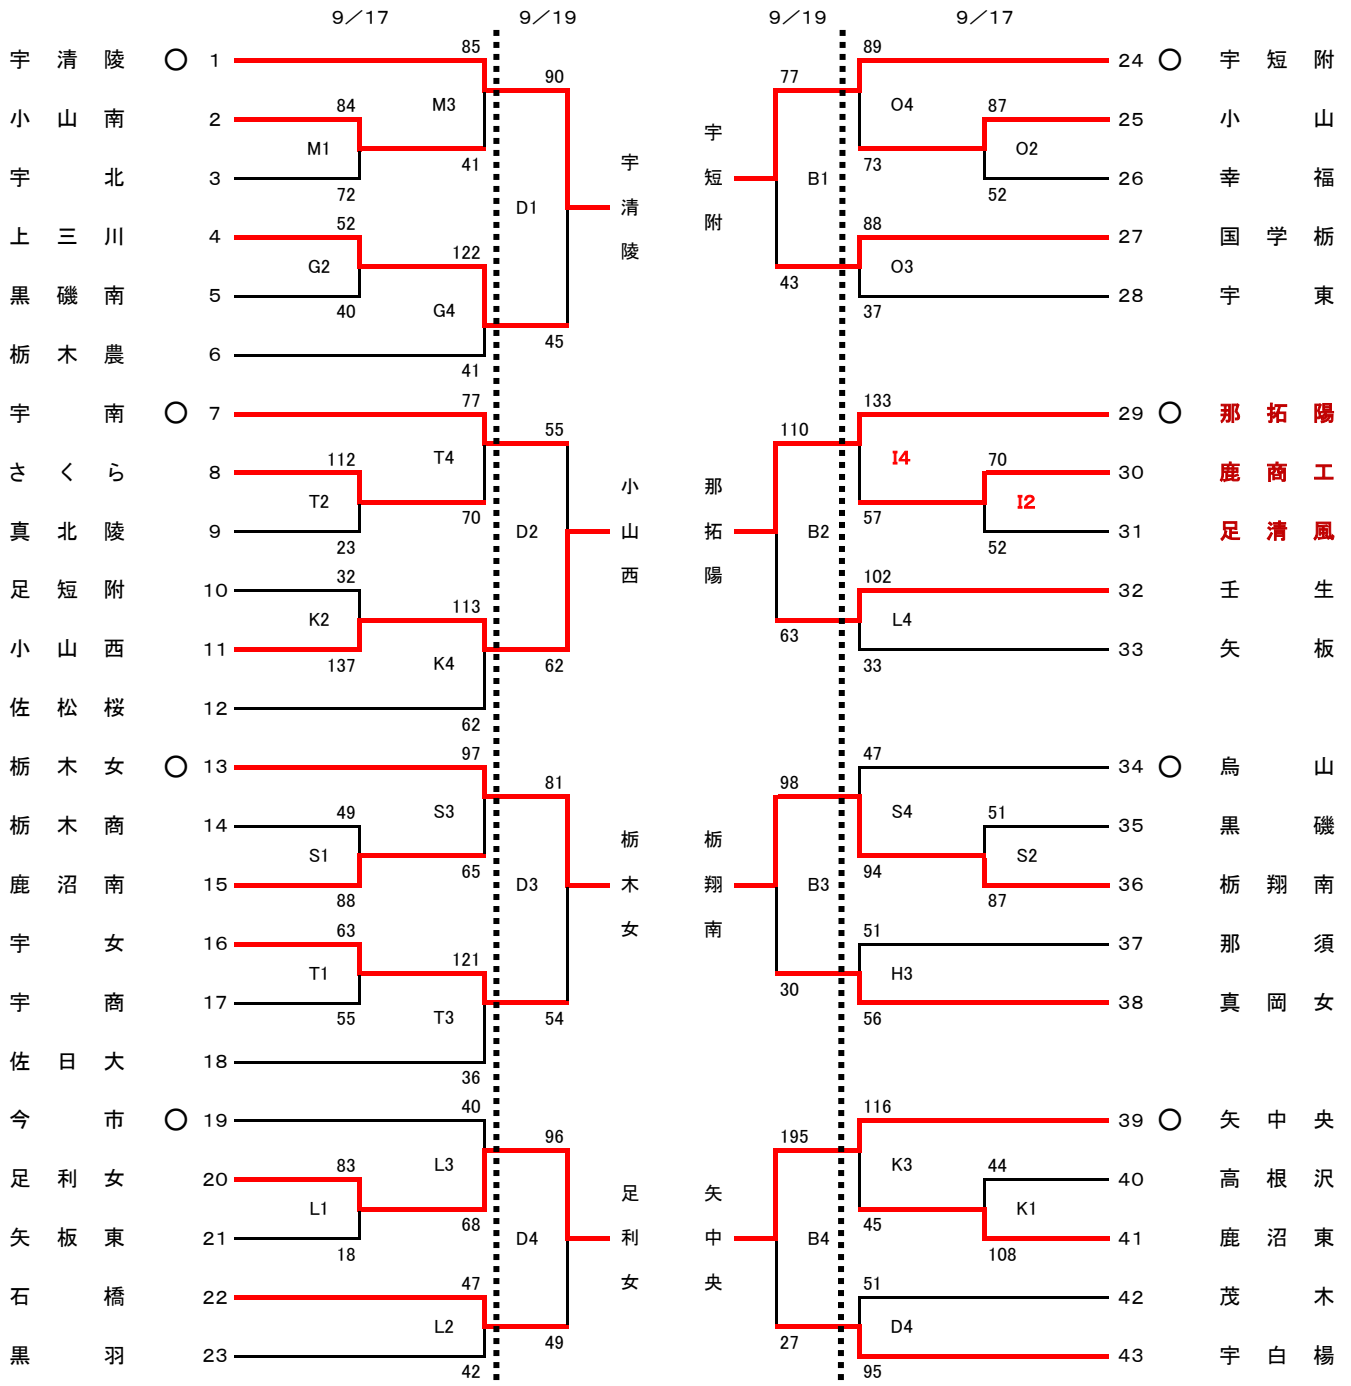 9／17 9／19 9／19 9／17
宇清陵 ○ 1 85 90 77 89 24 ○ 宇短附
M3 O4
小山南 2 84 87 25 小山
M1 O2
宇北 3 72 41 73 52 26 幸福
宇清陵 D1 宇短附 B1
上三川 4 52 122 88 27 国学栃
G2 O3
黒磯南 5 40 G4 43 37 28 宇東
栃木農 6 41 45
宇南 ○ 7 77 55 110 133 29 ○ 那拓陽
T4 I4
さくら 8 112 70 30 鹿商工
T2 I2
真北陵 9 23 70 57 52 31 足清風
小山西 D2 那拓陽 B2
足短附 10 32 113 102 32 壬生
K2 L4
小山西 11 137 K4 62 63 33 33 矢板
佐松桜 12 62
栃木女 ○ 13 97 81 98 47 34 ○ 烏山
S3 S4
栃木商 14 49 51 35 黒磯
S1 S2
鹿沼南 15 88 65 94 87 36 栃翔南
栃木女 D3 栃翔南 B3
宇女 16 63 121 51 37 那須
T1 H3
宇商 17 55 T3 54 30 56 38 真岡女
佐日大 18 36
今市 ○ 19 40 96 195 116 39 ○ 矢中央
L3 K3
足利女 20 83 44 40 高根沢
L1 K1
矢板東 21 18 68 45 108 41 鹿沼東
足利女 D4 矢中央 B4
石橋 22 47 51 42 茂木
L2 D4
黒羽 23 42 49 27 95 43 宇白楊